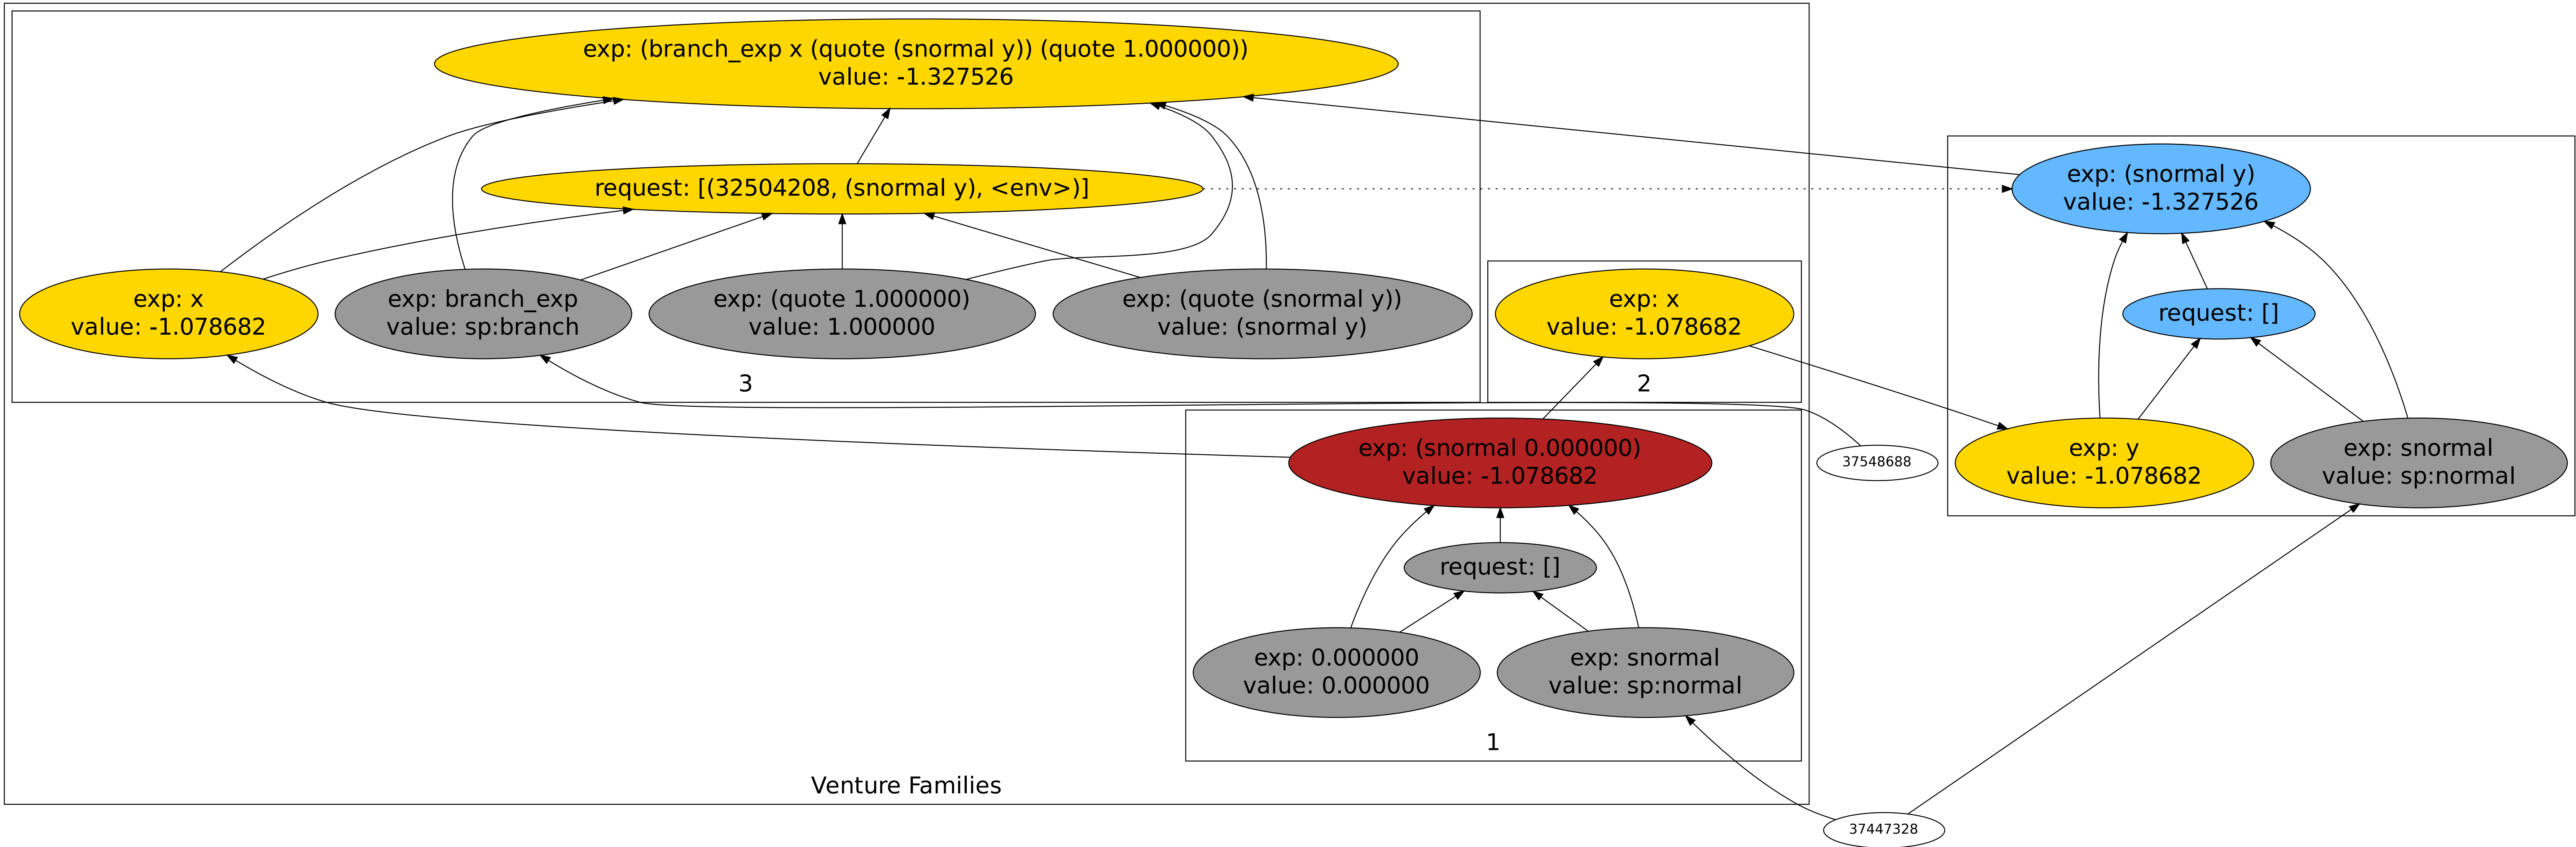 exp: (branch_exp x (quote (snormal y)) (quote 1.000000))
value: -1.327526
request: [(32504208, (snormal y), <env>)]
exp: (snormal y)
value: -1.327526
exp: x
value: -1.078682
exp: branch_exp
value: sp:branch
exp: (quote 1.000000)
value: 1.000000
exp: (quote (snormal y))
value: (snormal y)
3
exp: x
value: -1.078682
2
request: []
exp: (snormal 0.000000)
value: -1.078682
37548688
exp: y
value: -1.078682
exp: snormal
value: sp:normal
request: []
exp: 0.000000
value: 0.000000
exp: snormal
value: sp:normal
1
Venture Families
37447328